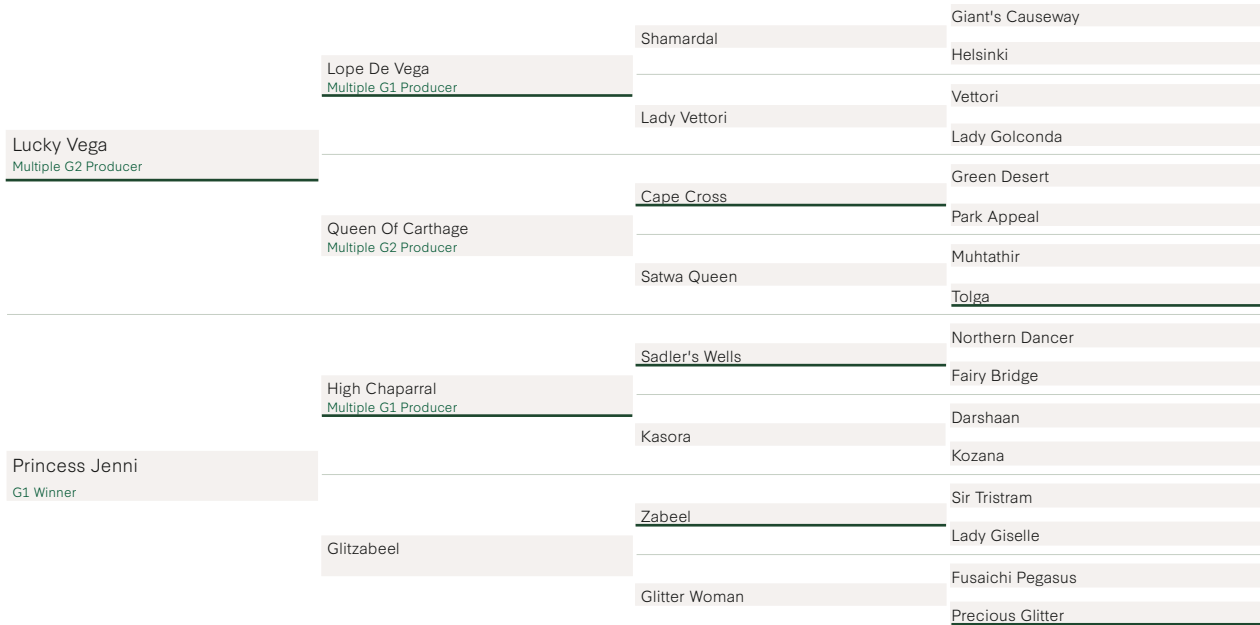 Lucky Vega
Multiple G2 Producer
Princess Jenni
G1 Winner
Lope De Vega
Multiple G1 Producer
Queen Of Carthage
Multiple G2 Producer
High Chaparral
Multiple G1 Producer
Glitzabeel
Shamardal
Lady Vettori
Cape Cross
Satwa Queen
Sadler's Wells
Kasora
Zabeel
Glitter Woman
Giant's Causeway
Helsinki
Vettori
Lady Golconda
Green Desert
Park Appeal
Muhtathir
Tolga
Northern Dancer
Fairy Bridge
Darshaan
Kozana
Sir Tristram
Lady Giselle
Fusaichi Pegasus
Precious Glitter